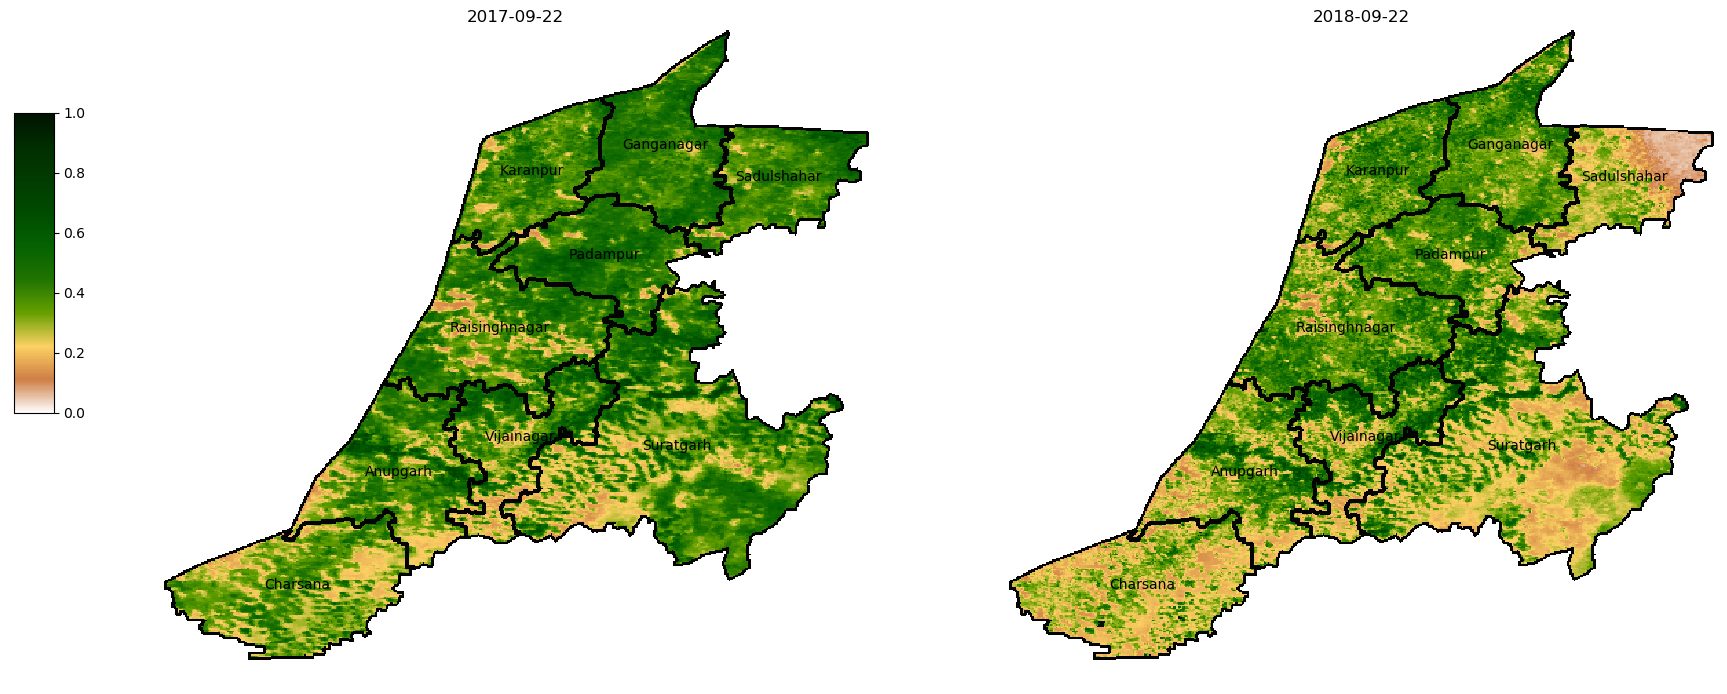 2017-09-22
2018-09-22
1.0
0.8
0.6
0.4
0.2
0.0
Ganganagar
Karanpur
Sadulshahar
Padampur
Raisinghnagar
Vijainagar
Suratgarh
Anupgarh
Charsana
Ganganagar
Karanpur
Sadulshahar
Padampur
Raisinghnagar
Vijainagar
Suratgarh
Anupgarh
Charsana